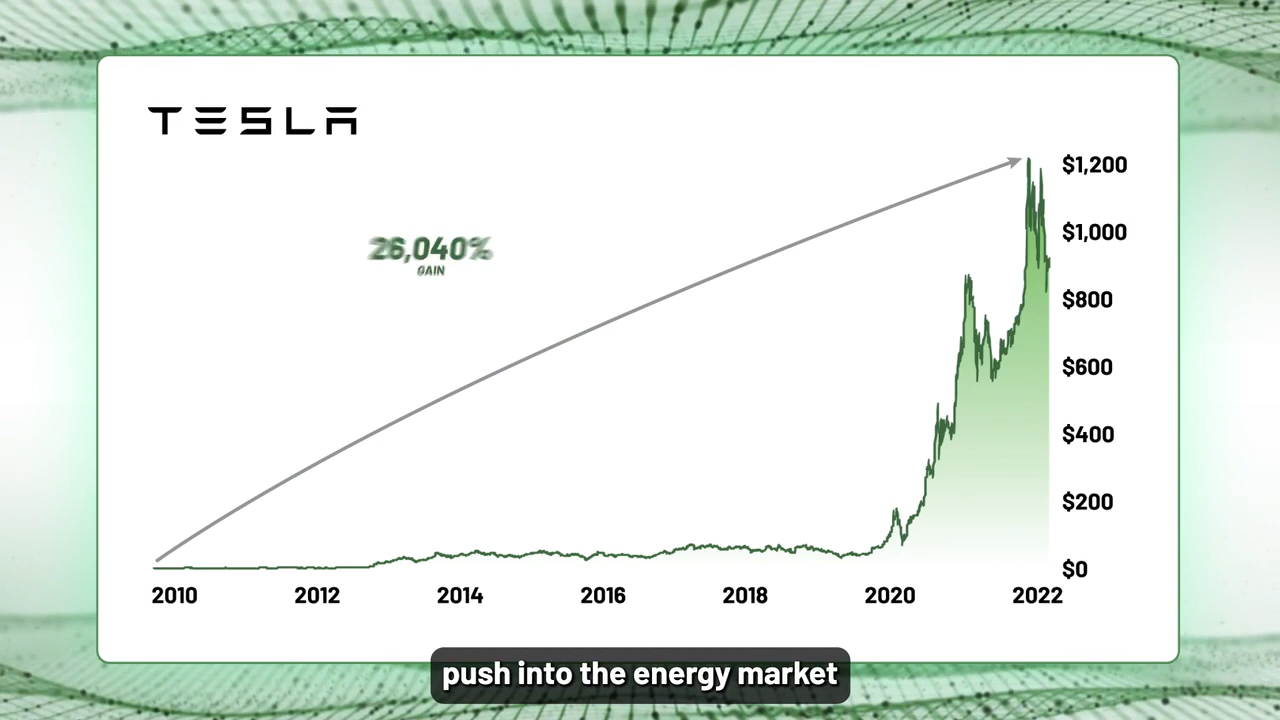 TESLA
26,040%
GAIN
$1,200
$1,000
$800
$600
$400
$200
$0
2010 2012 2014 2016 2018 2020 2022
push into the energy market